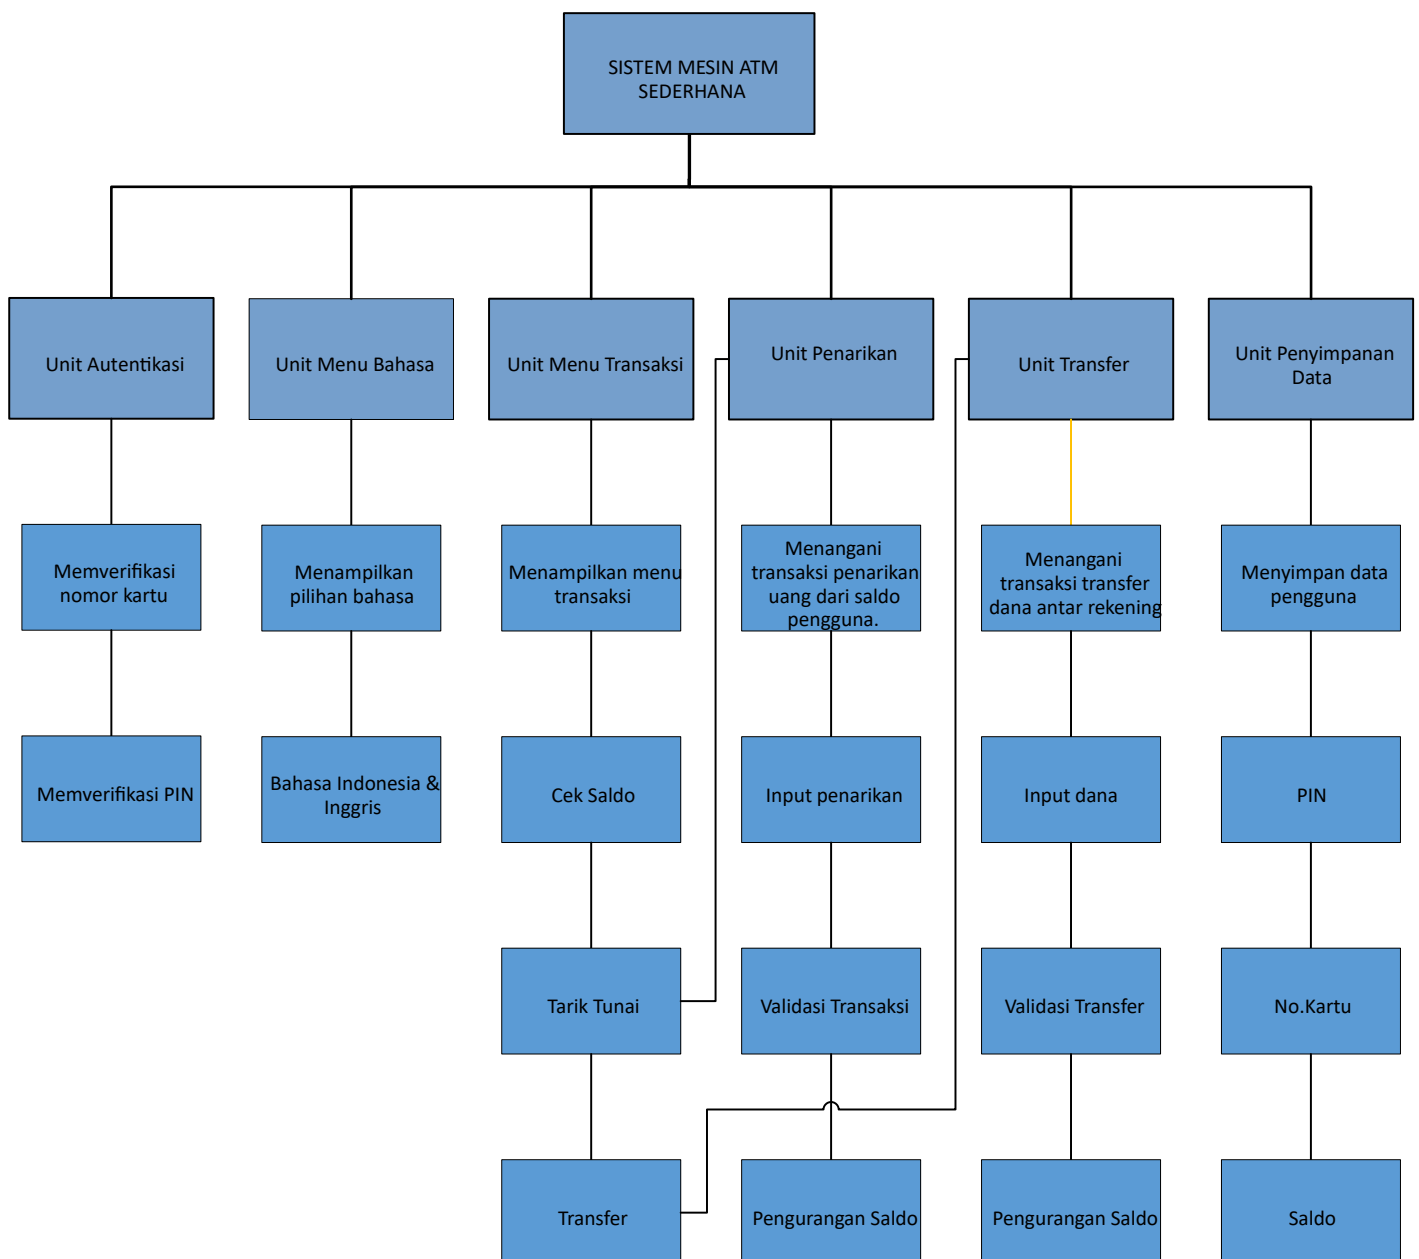 SISTEM MESIN ATM
SEDERHANA
Unit Autentikasi
Unit Menu Bahasa
Unit Menu Transaksi
Unit Penarikan
Unit Transfer
Unit Penyimpanan
Data
Memverifikasi
nomor kartu
Menampilkan
pilihan bahasa
Menampilkan menu
transaksi
Menangani
transaksi penarikan
uang dari saldo
pengguna.
Menangani
transaksi transfer
dana antar rekening
Menyimpan data
pengguna
Memverifikasi PIN
Bahasa Indonesia &
Inggris
Cek Saldo
Input penarikan
Input dana
PIN
Tarik Tunai
Validasi Transaksi
Validasi Transfer
No.Kartu
Transfer
Pengurangan Saldo
Pengurangan Saldo
Saldo